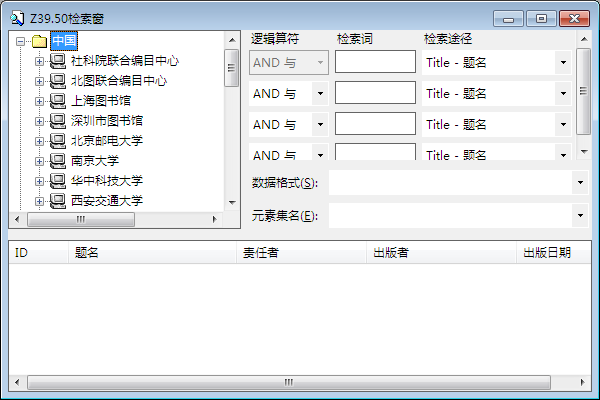 Z39.50检索窗
中国
社科院联合编目中心
北图联合编目中心
上海图书馆
深圳市图书馆
北京邮电大学
南京大学
华中科技大学
西安交通大学
逻辑算符 检索词 检索途径
AND 与 Title - 题名
AND 与 Title - 题名
AND 与 Title - 题名
AND 与 Title - 题名
数据格式(S):
元素集名(E):
ID 题名 责任者 出版者 出版日期